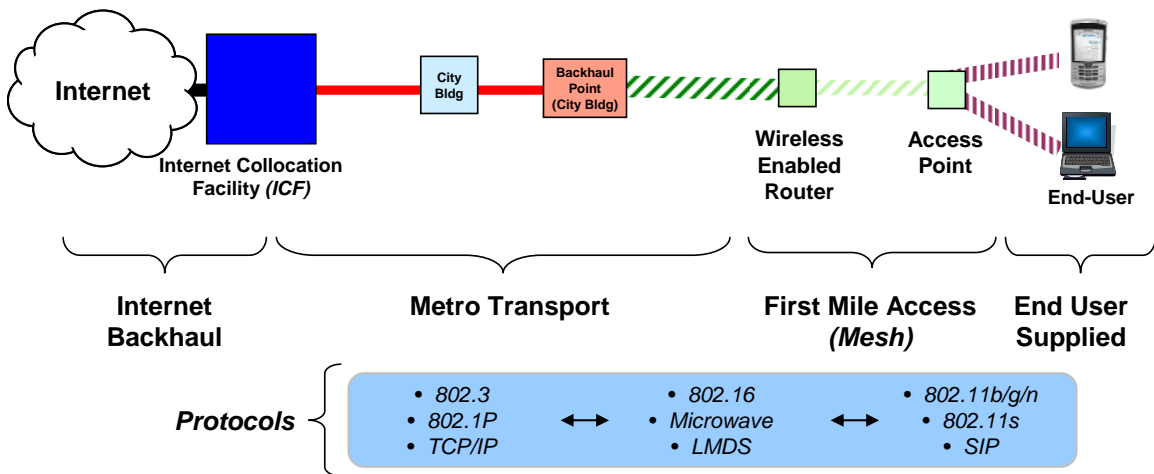 Internet
City
Bldg
Backhaul
Point
(City Bldg)
Internet Collocation
Facility (ICF)
Wireless
Enabled
Router
Access
Point
End-User
Internet
Backhaul
Metro Transport
First Mile Access
(Mesh)
End User
Supplied
Protocols
• 802.3
• 802.1P
• TCP/IP
• 802.16
• Microwave
• LMDS
• 802.11b/g/n
• 802.11s
• SIP